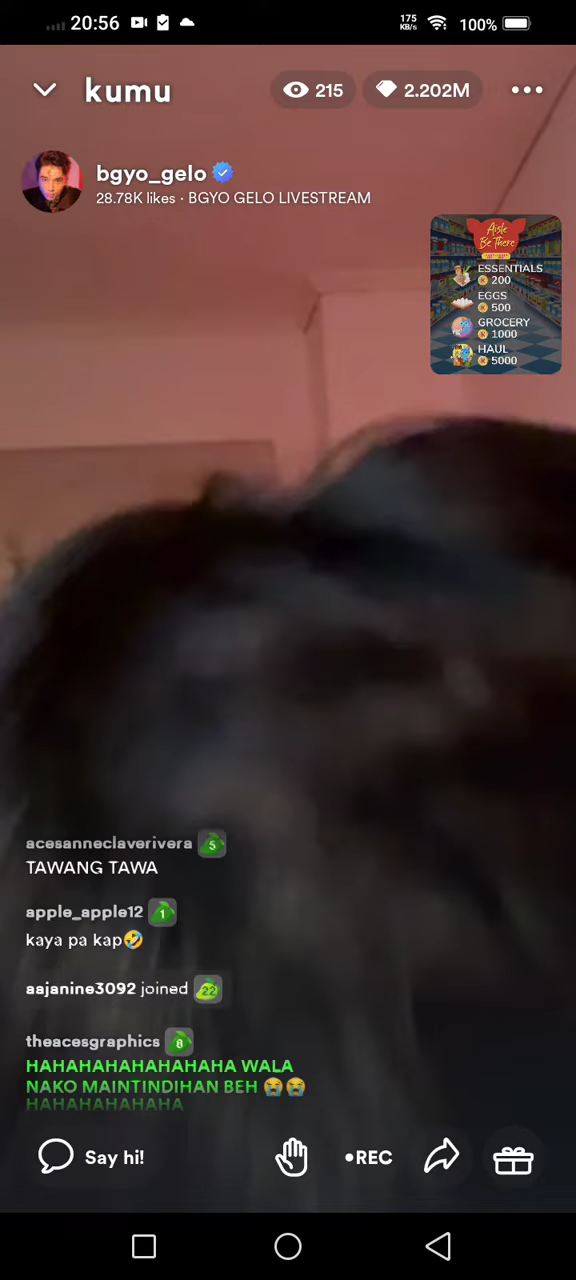 20:56
175 KB/s
100%
kumu
215
2.202M
bgyo_gelo
28.78K likes · BGYO GELO LIVESTREAM
Aisle
Be There
ESSENTIALS
200
EGGS
500
GROCERY
1000
HAUL
5000
acesanneclaverivera 5
TAWANG TAWA
apple_apple12 1
kaya pa kap🤣
aajanine3092 joined 22
theacesgraphics 8
HAHAHAHAHAHAHAHA WALA
NAKO MAINTINDIHAN BEH 😭😭
HAHAHAHAHAHA
Say hi!
•REC